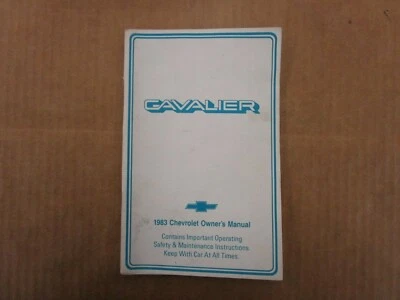 CAVALIER
1983 Chevrolet Owner's Manual
Contains Important Operating
Safety & Maintenance Instructions
Keep With Car At All Times